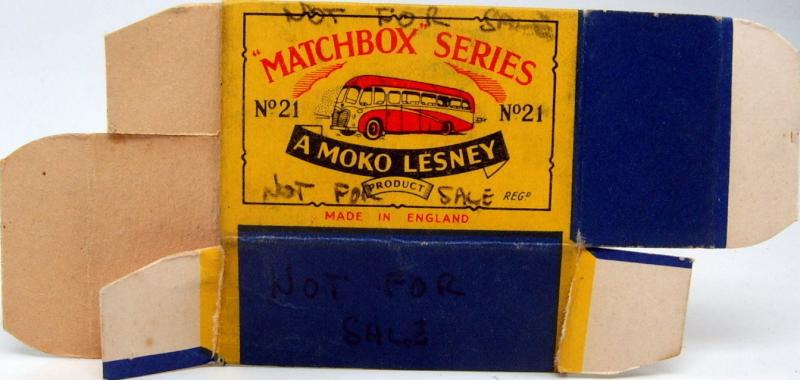 NOT FOR SALE
"MATCHBOX" SERIES
Nº21 Nº21
A MOKO LESNEY
PRODUCT
NOT FOR SALE REGD
MADE IN ENGLAND
NOT FOR
SALE